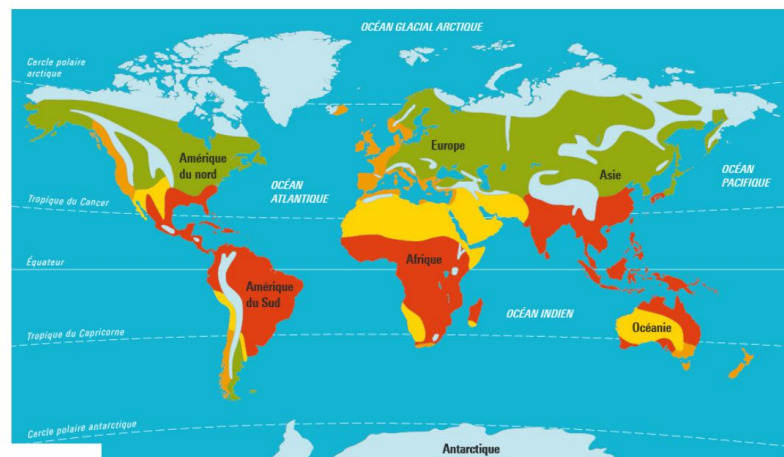 OCÉAN GLACIAL ARCTIQUE
Cercle polaire
arctique
Europe
Amérique
du nord
Asie
OCÉAN
PACIFIQUE
OCÉAN
ATLANTIQUE
Tropique du Cancer
Équateur
Afrique
Amérique
du Sud
OCÉAN INDIEN
Océanie
Tropique du Capricorne
Cercle polaire antarctique
Antarctique